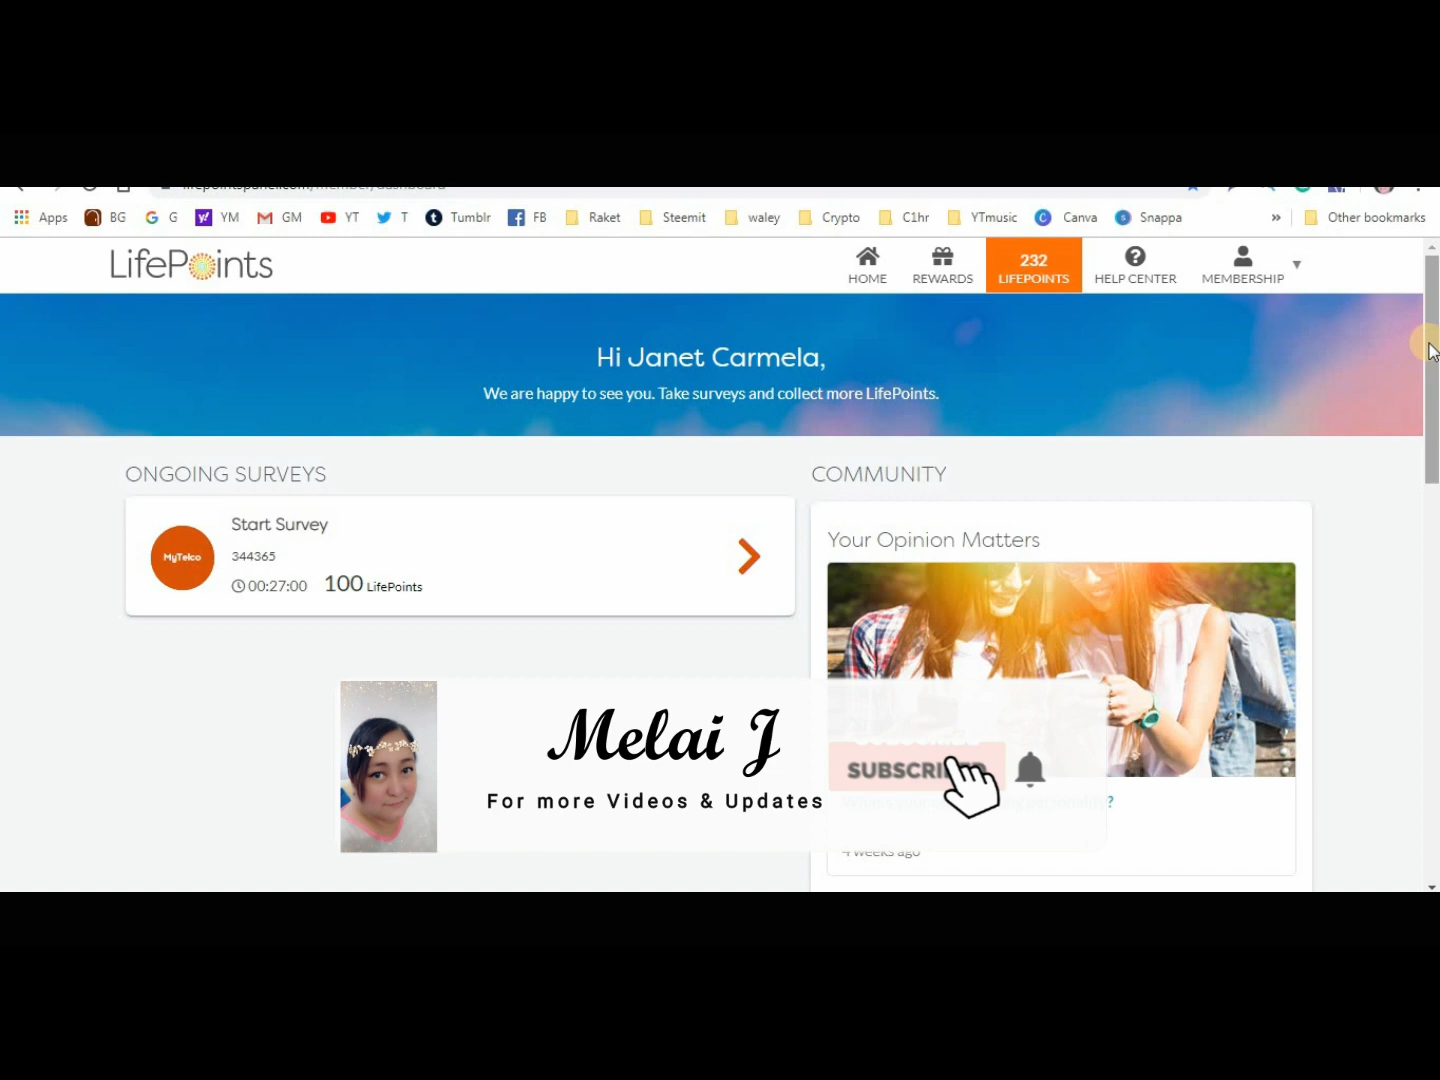 Apps BG G YM GM YT T Tumblr FB Raket Steemit waley Crypto C1hr YTmusic Canva Snappa » Other bookmarks
LifePoints
HOME REWARDS 232 LIFEPOINTS HELP CENTER MEMBERSHIP
Hi Janet Carmela,
We are happy to see you. Take surveys and collect more LifePoints.
ONGOING SURVEYS
Start Survey
MyTelco
344365
00:27:00 100 LifePoints
COMMUNITY
Your Opinion Matters
Melai J
For more Videos & Updates
4 weeks ago